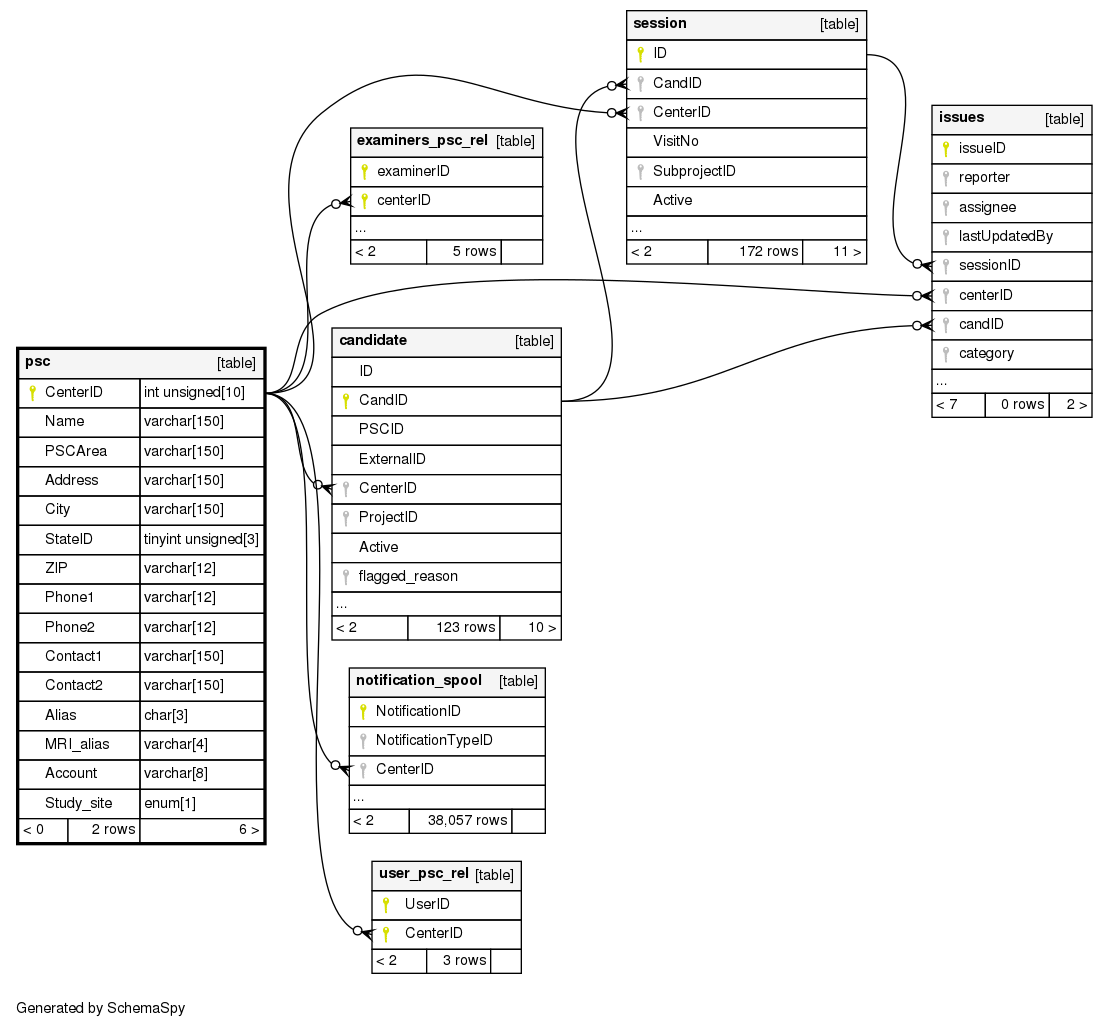 session [table]
ID
CandID
CenterID
VisitNo
SubprojectID
Active
...
< 2 172 rows 11 >
issues [table]
issueID
reporter
assignee
lastUpdatedBy
sessionID
centerID
candID
category
...
< 7 0 rows 2 >
examiners_psc_rel [table]
examinerID
centerID
...
< 2 5 rows
candidate [table]
ID
CandID
PSCID
ExternalID
CenterID
ProjectID
Active
flagged_reason
...
< 2 123 rows 10 >
psc [table]
CenterID int unsigned[10]
Name varchar[150]
PSCArea varchar[150]
Address varchar[150]
City varchar[150]
StateID tinyint unsigned[3]
ZIP varchar[12]
Phone1 varchar[12]
Phone2 varchar[12]
Contact1 varchar[150]
Contact2 varchar[150]
Alias char[3]
MRI_alias varchar[4]
Account varchar[8]
Study_site enum[1]
< 0 2 rows 6 >
notification_spool [table]
NotificationID
NotificationTypeID
CenterID
...
< 2 38,057 rows
user_psc_rel [table]
UserID
CenterID
< 2 3 rows
Generated by SchemaSpy